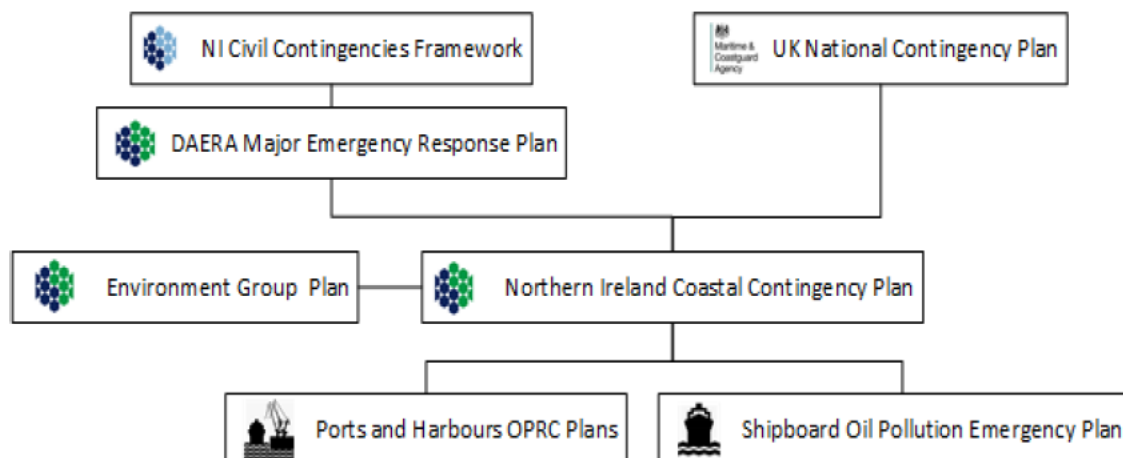 NI Civil Contingencies Framework
Maritime &
Coastguard
Agency
UK National Contingency Plan
DAERA Major Emergency Response Plan
Environment Group Plan
Northern Ireland Coastal Contingency Plan
Ports and Harbours OPRC Plans
Shipboard Oil Pollution Emergency Plan